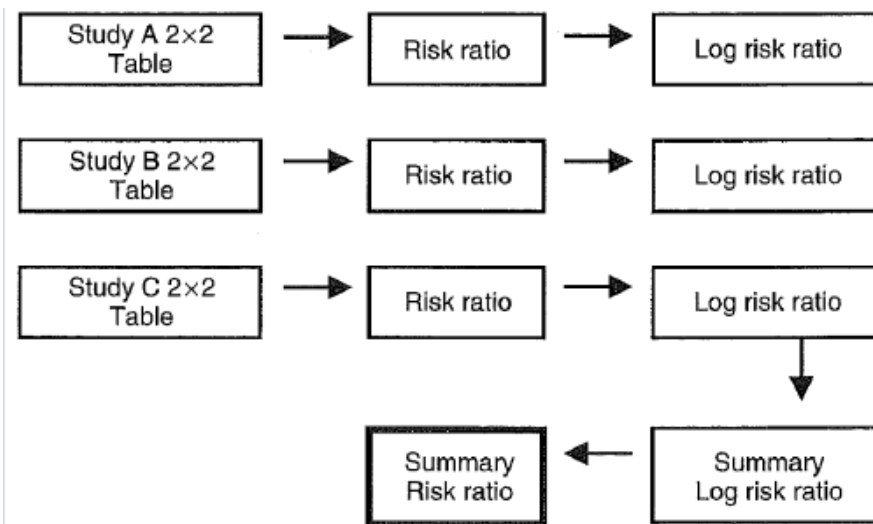 Study A 2×2
Table
Risk ratio
Log risk ratio
Study B 2×2
Table
Risk ratio
Log risk ratio
Study C 2×2
Table
Risk ratio
Log risk ratio
Summary
Risk ratio
Summary
Log risk ratio